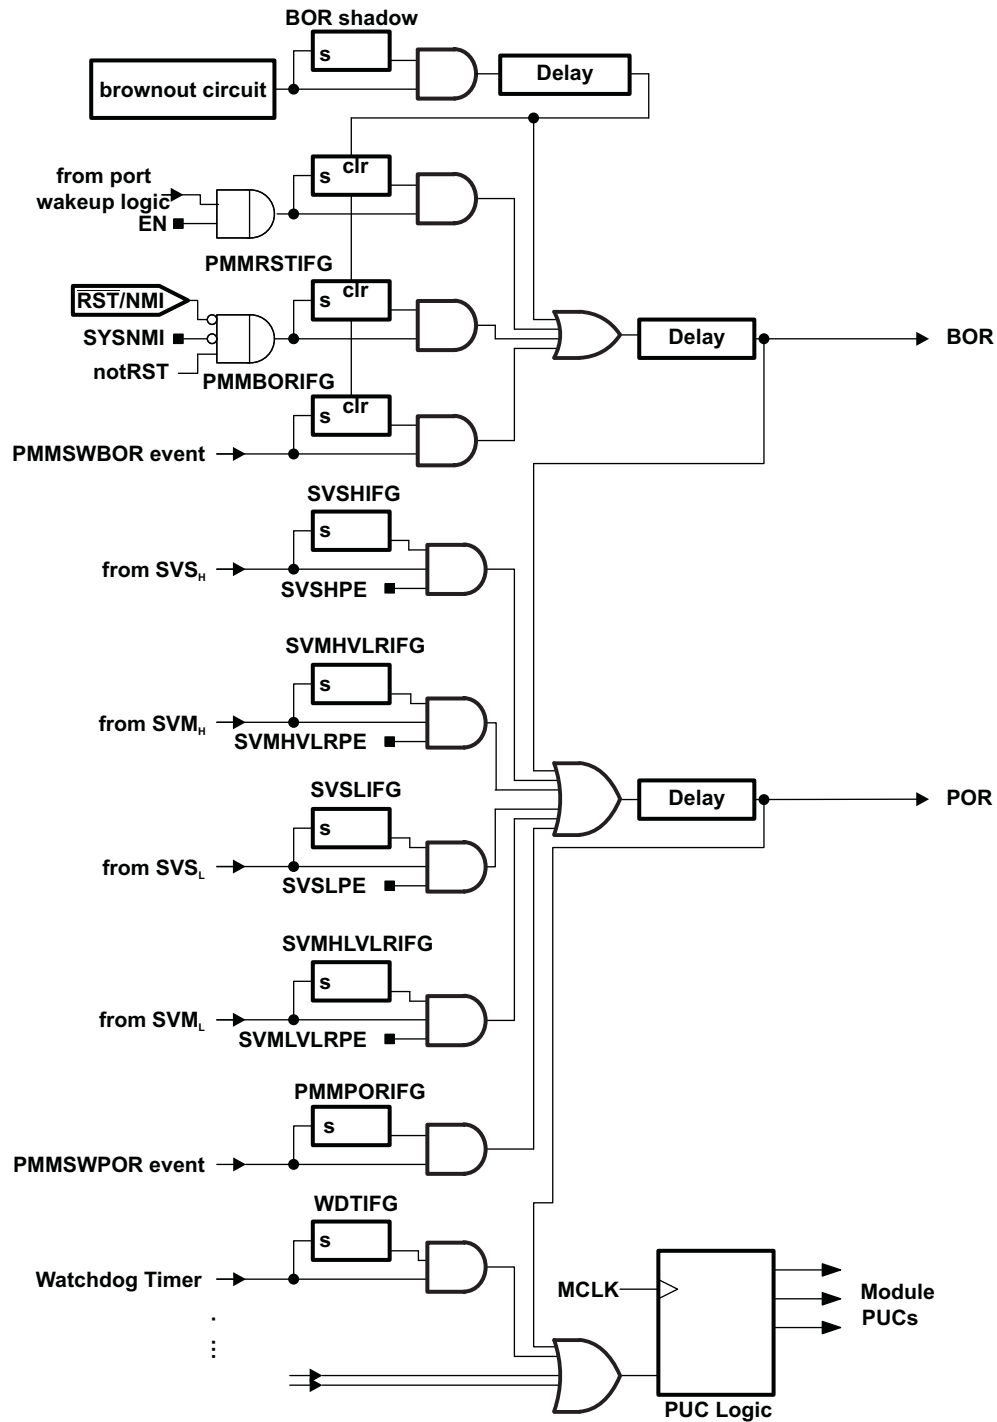 BOR shadow
s
brownout circuit
Delay
from port
wakeup logic
EN
s clr
PMMRSTIFG
RST/NMI
SYSNMI
notRST
s clr
Delay
BOR
PMMBORIFG
s clr
PMMSWBOR event
SVSHIFG
s
from SVSH
SVSHPE
SVMHVLRIFG
s
from SVMH
SVMHVLRPE
Delay
POR
SVSLIFG
s
from SVSL
SVSLPE
SVMHLVLRIFG
s
from SVML
SVMLVLRPE
PMMPORIFG
s
PMMSWPOR event
WDTIFG
s
Watchdog Timer
MCLK
Module
PUCs
PUC Logic